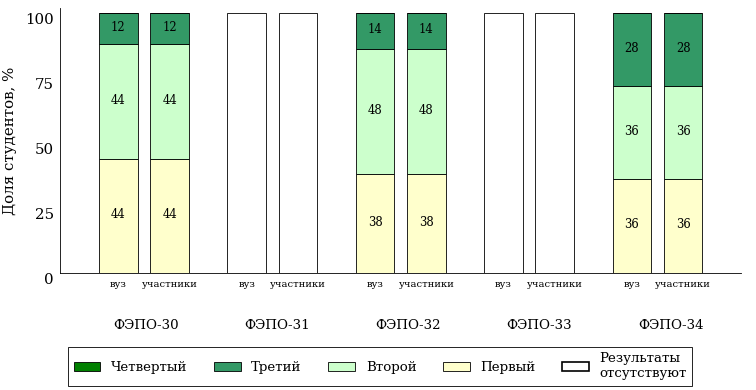 100
75
50
25
0
Доля студентов, %
12 12 14 14 28 28
44 44 48 48 36 36
44 44 38 38 36 36
вуз участники вуз участники вуз участники вуз участники вуз участники
ФЭПО-30 ФЭПО-31 ФЭПО-32 ФЭПО-33 ФЭПО-34
Четвертый Третий Второй Первый Результаты
отсутствуют